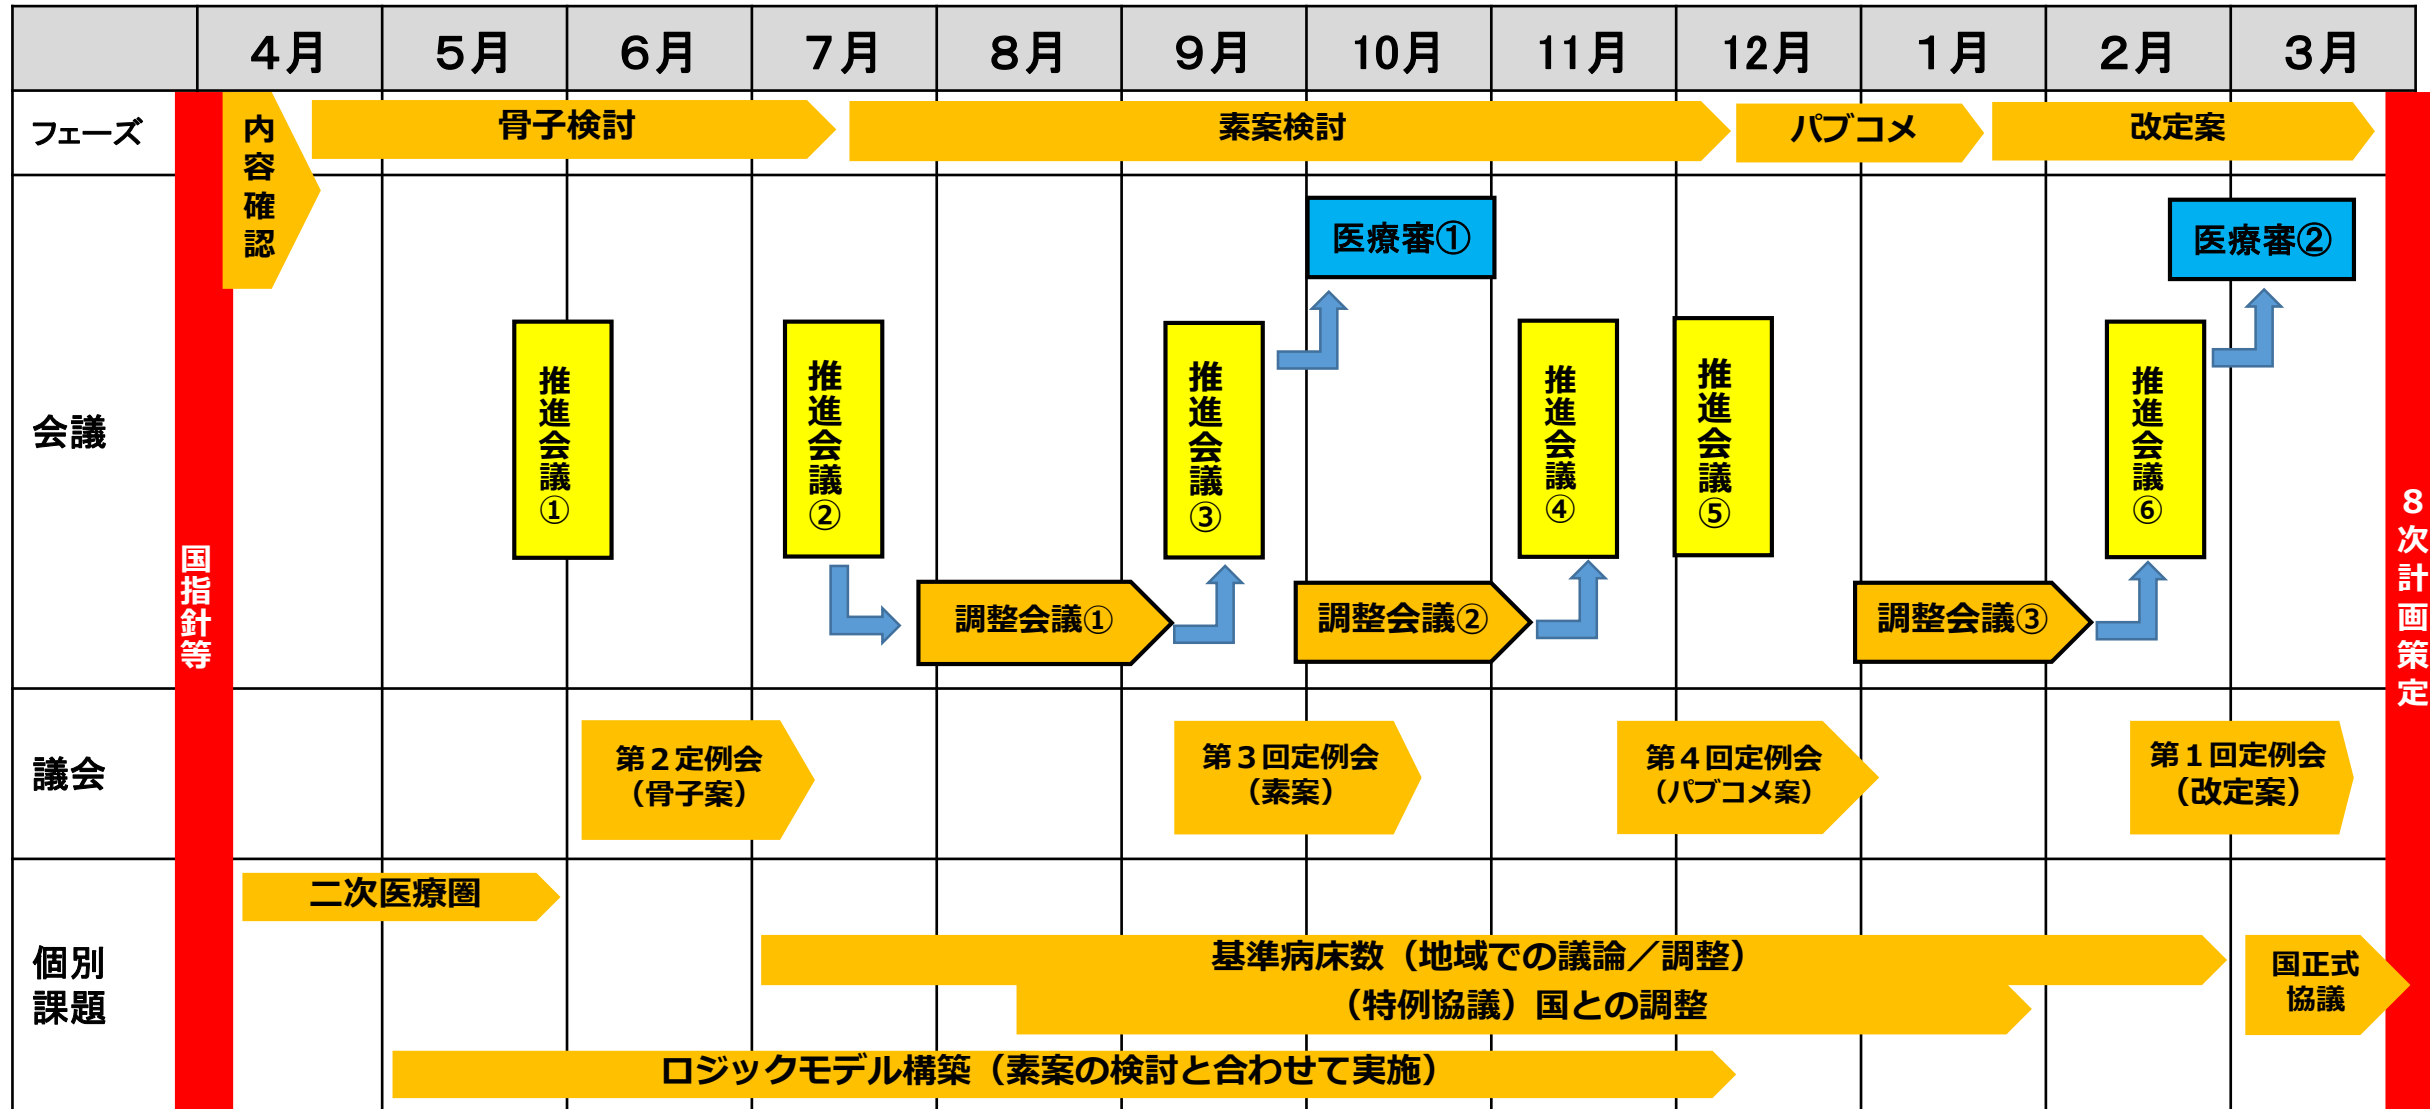 4月
5月
6月
7月
8月
9月
10月
11月
12月
1月
2月
3月
フェーズ
内容確認
骨子検討
素案検討
パブコメ
改定案
会議
医療審①
医療審②
推進会議①
推進会議②
推進会議③
推進会議④
推進会議⑤
推進会議⑥
調整会議①
調整会議②
調整会議③
国指針等
8次計画策定
議会
第２定例会
（骨子案）
第３回定例会
（素案）
第４回定例会
（パブコメ案）
第１回定例会
（改定案）
個別
課題
二次医療圏
基準病床数（地域での議論／調整）
（特例協議）国との調整
国正式
協議
ロジックモデル構築（素案の検討と合わせて実施）